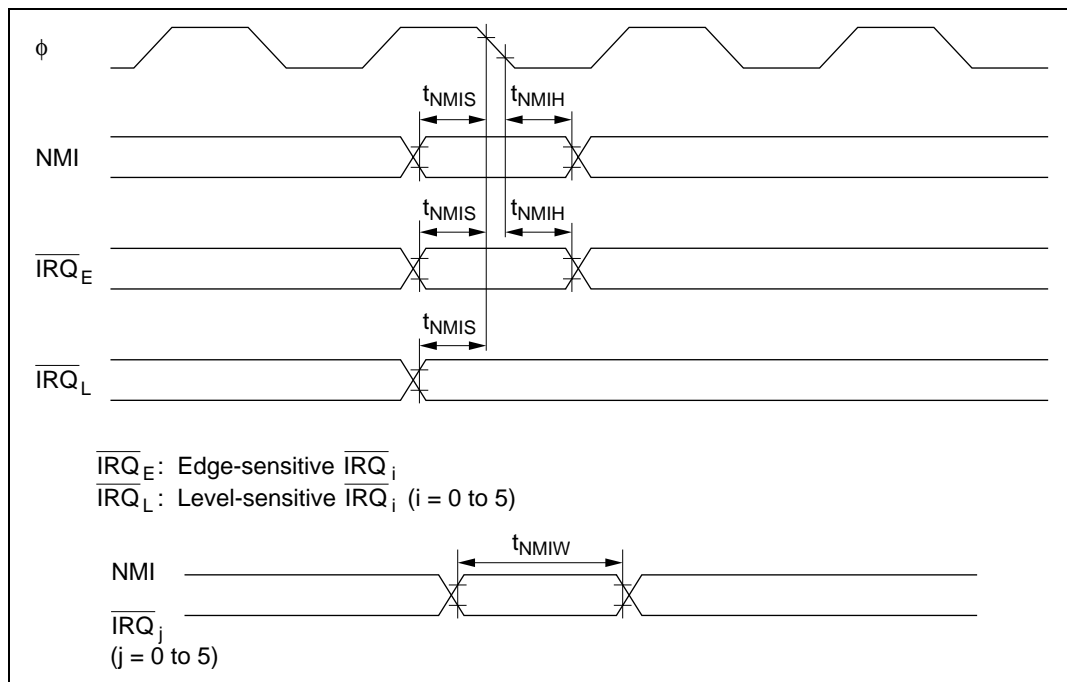 ϕ
tNMIS tNMIH
NMI
tNMIS tNMIH
IRQE
tNMIS
IRQL
IRQE: Edge-sensitive IRQi
IRQL: Level-sensitive IRQi (i = 0 to 5)
tNMIW
NMI
IRQj
(j = 0 to 5)